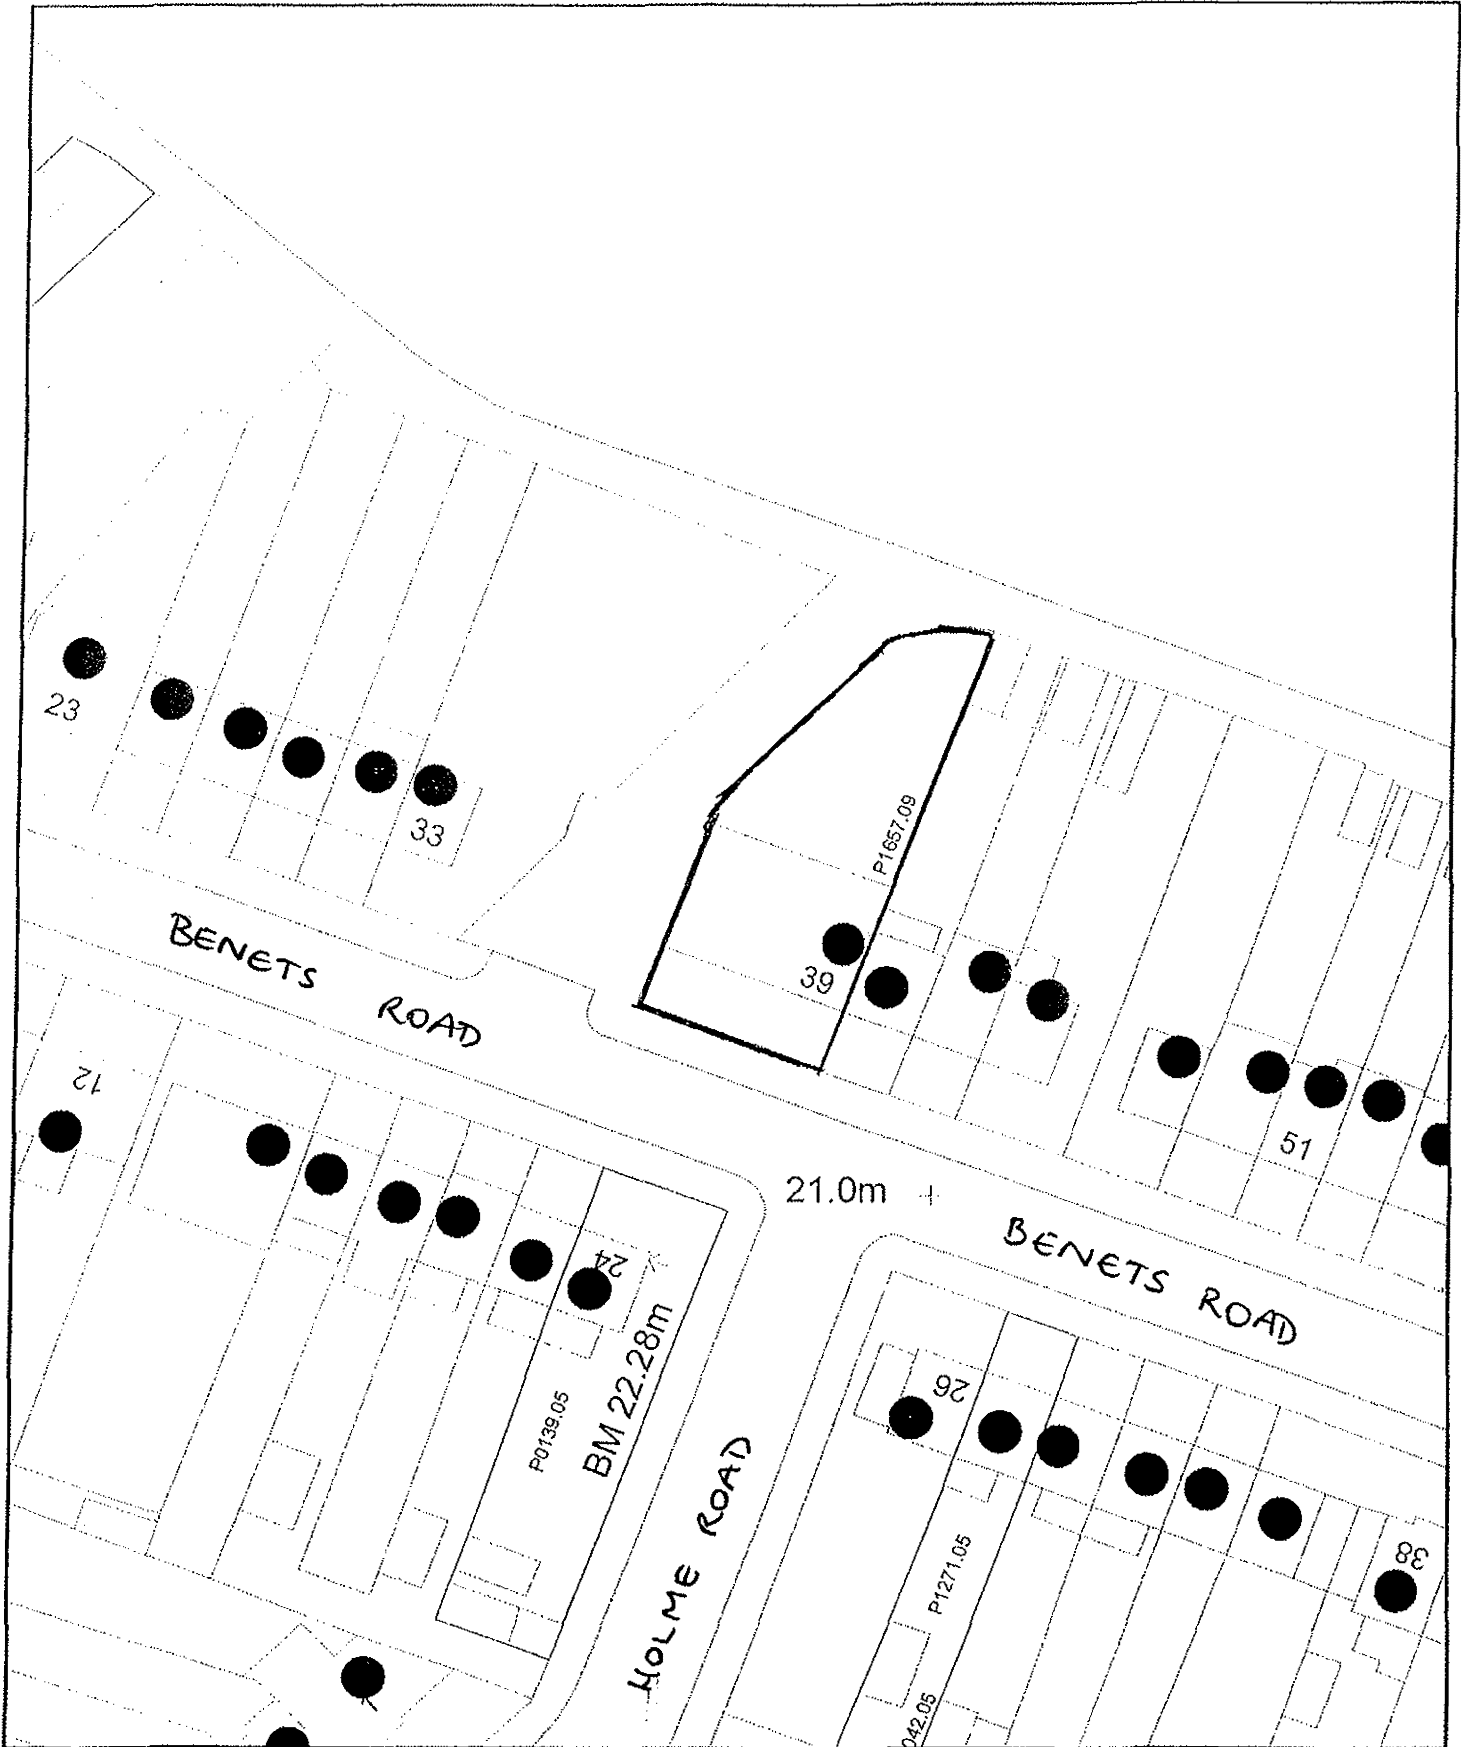 23
33
P1657.09
BENETS ROAD
39
12
51
21.0m
24
BENETS ROAD
BM 22.28m
P0139.05
26
HOLME ROAD
P1271.05
38
042.05